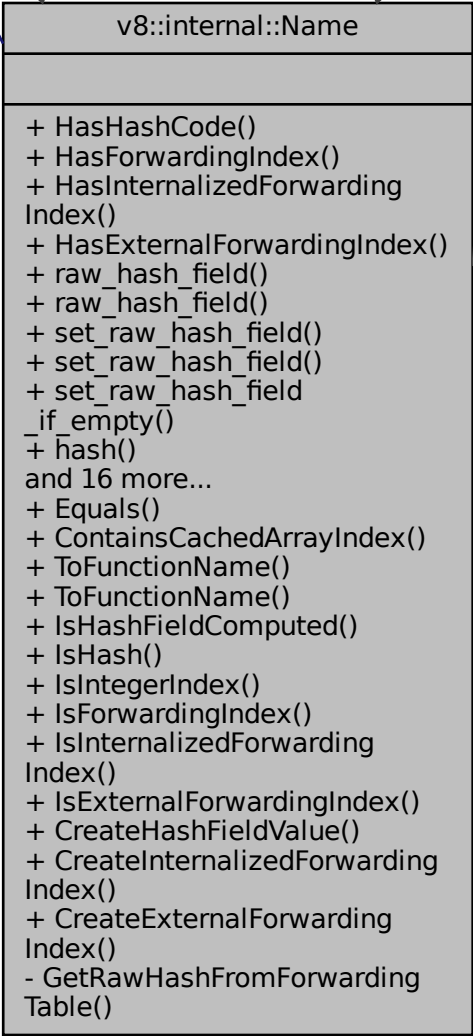 v8::internal::Name
+ HasHashCode()
+ HasForwardingIndex()
+ HasInternalizedForwarding
Index()
+ HasExternalForwardingIndex()
+ raw_hash_field()
+ raw_hash_field()
+ set_raw_hash_field()
+ set_raw_hash_field()
+ set_raw_hash_field
_if_empty()
+ hash()
and 16 more...
+ Equals()
+ ContainsCachedArrayIndex()
+ ToFunctionName()
+ ToFunctionName()
+ IsHashFieldComputed()
+ IsHash()
+ IsIntegerIndex()
+ IsForwardingIndex()
+ IsInternalizedForwarding
Index()
+ IsExternalForwardingIndex()
+ CreateHashFieldValue()
+ CreateInternalizedForwarding
Index()
+ CreateExternalForwarding
Index()
- GetRawHashFromForwarding
Table()